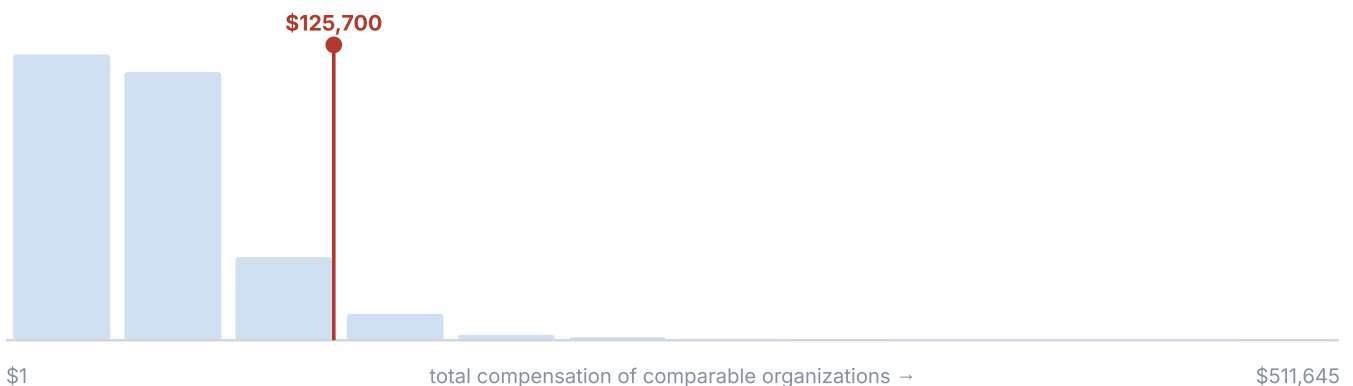 $125,700
$1
total compensation of comparable organizations →
$511,645